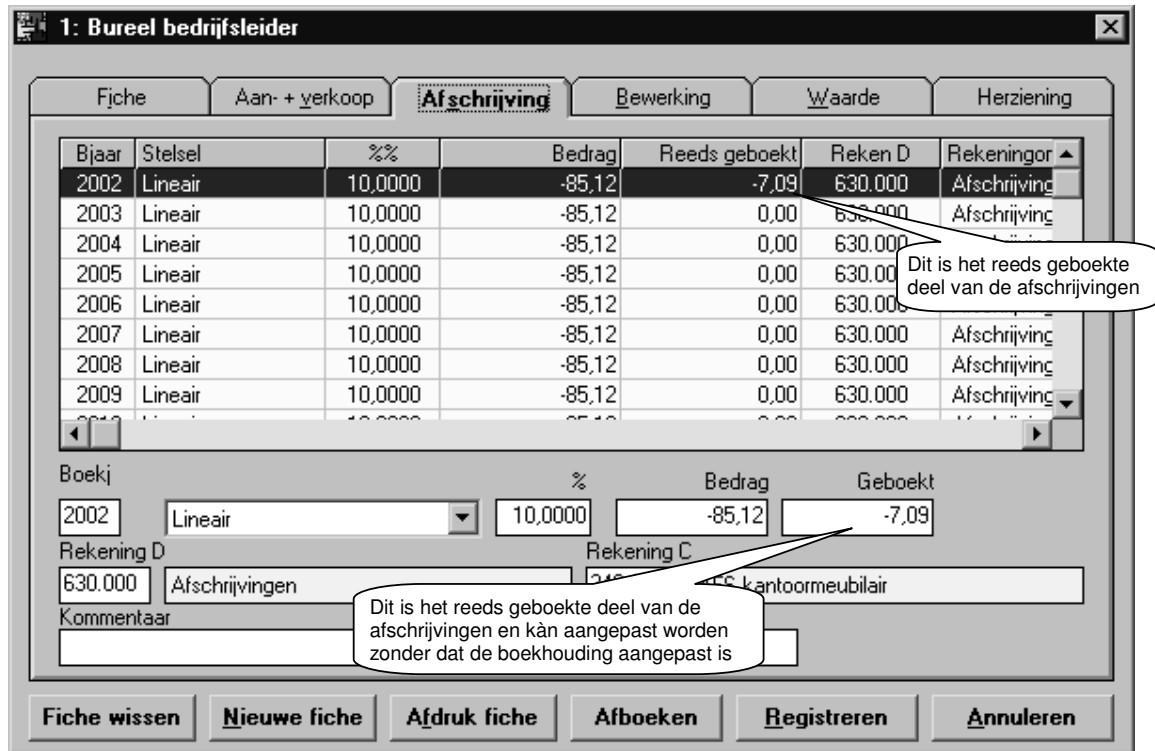 1: Bureel bedrijfsleider
Fiche Aan- + verkoop Afschrijving Bewerking Waarde Herziening
Bjaar Stelsel %% Bedrag Reeds geboekt Reken D Rekeningor
2002 Lineair 10,0000 -85,12 -7,09 630.000 Afschrijving
2003 Lineair 10,0000 -85,12 0,00 630.000 Afschrijving
2004 Lineair 10,0000 -85,12 0,00 630.000
2005 Lineair 10,0000 -85,12 0,00 630.00
2006 Lineair 10,0000 -85,12 0,00 630.00
2007 Lineair 10,0000 -85,12 0,00 630.000 Afschrijving
2008 Lineair 10,0000 -85,12 0,00 630.000 Afschrijving
2009 Lineair 10,0000 -85,12 0,00 630.000 Afschrijving
Dit is het reeds geboekte
deel van de afschrijvingen
Boekj % Bedrag Geboekt
2002 Lineair 10,0000 -85,12 -7,09
Rekening D Rekening C
630.000 Afschrijvingen kantoormeubilair
Kommentaar
Dit is het reeds geboekte deel van de
afschrijvingen en kàn aangepast worden
zonder dat de boekhouding aangepast is
Fiche wissen Nieuwe fiche Afdruk fiche Afboeken Registreren Annuleren